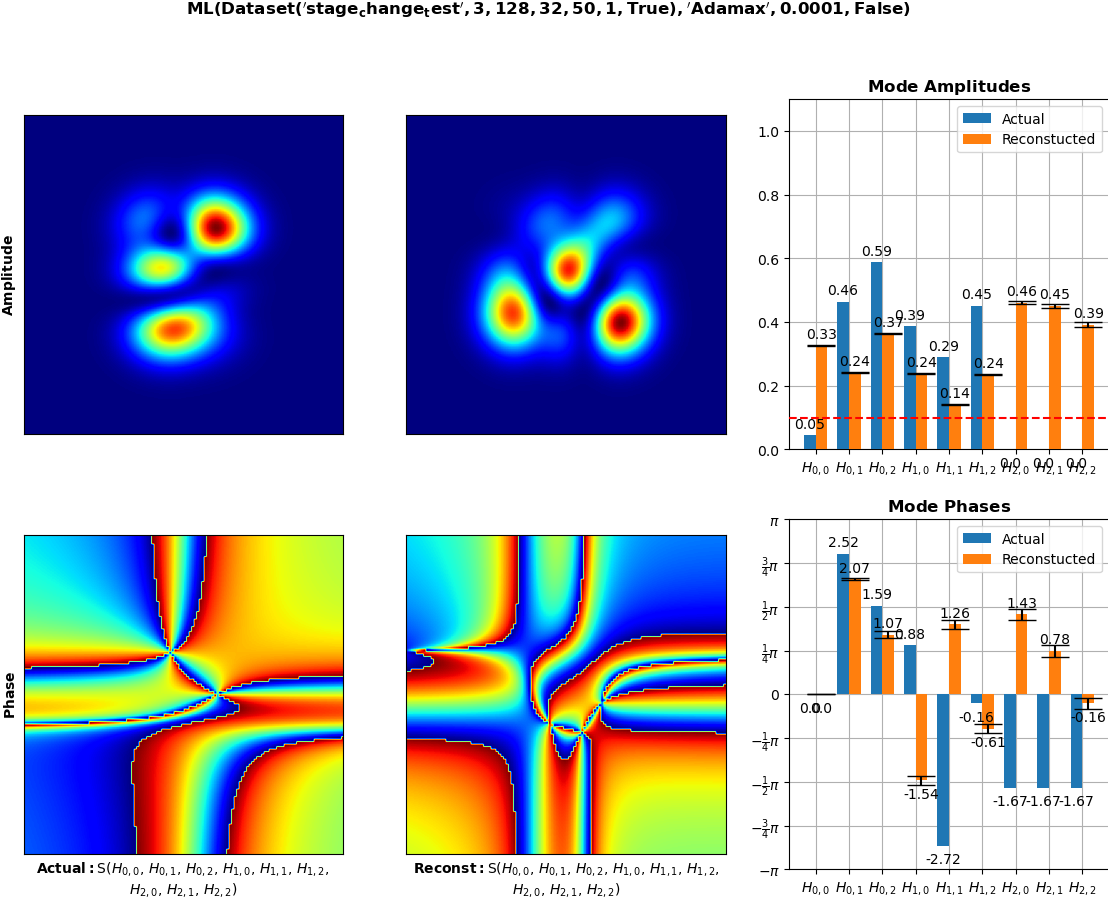 ML(Dataset('stage_change_test', 3, 128, 32, 50, 1, True), 'Adamax', 0.0001, False)
Amplitude
Mode Amplitudes
Actual
Reconstucted
1.0
0.8
0.6
0.4
0.2
0.0
0.05
0.33
0.46
0.24
0.59
0.37
0.39
0.24
0.29
0.14
0.45
0.24
0.0
0.46
0.0
0.45
0.0
0.39
H0,0 H0,1 H0,2 H1,0 H1,1 H1,2 H2,0 H2,1 H2,2
Phase
Actual: S(H0,0, H0,1, H0,2, H1,0, H1,1, H1,2,
H2,0, H2,1, H2,2)
Reconst: S(H0,0, H0,1, H0,2, H1,0, H1,1, H1,2,
H2,0, H2,1, H2,2)
Mode Phases
Actual
Reconstucted
π
3/4π
1/2π
1/4π
0
−1/4π
−1/2π
−3/4π
−π
0.0
0.0
2.52
2.07
1.59
1.07
0.88
-1.54
-2.72
1.26
-0.16
-0.61
-1.67
1.43
-1.67
0.78
-1.67
-0.16
H0,0 H0,1 H0,2 H1,0 H1,1 H1,2 H2,0 H2,1 H2,2